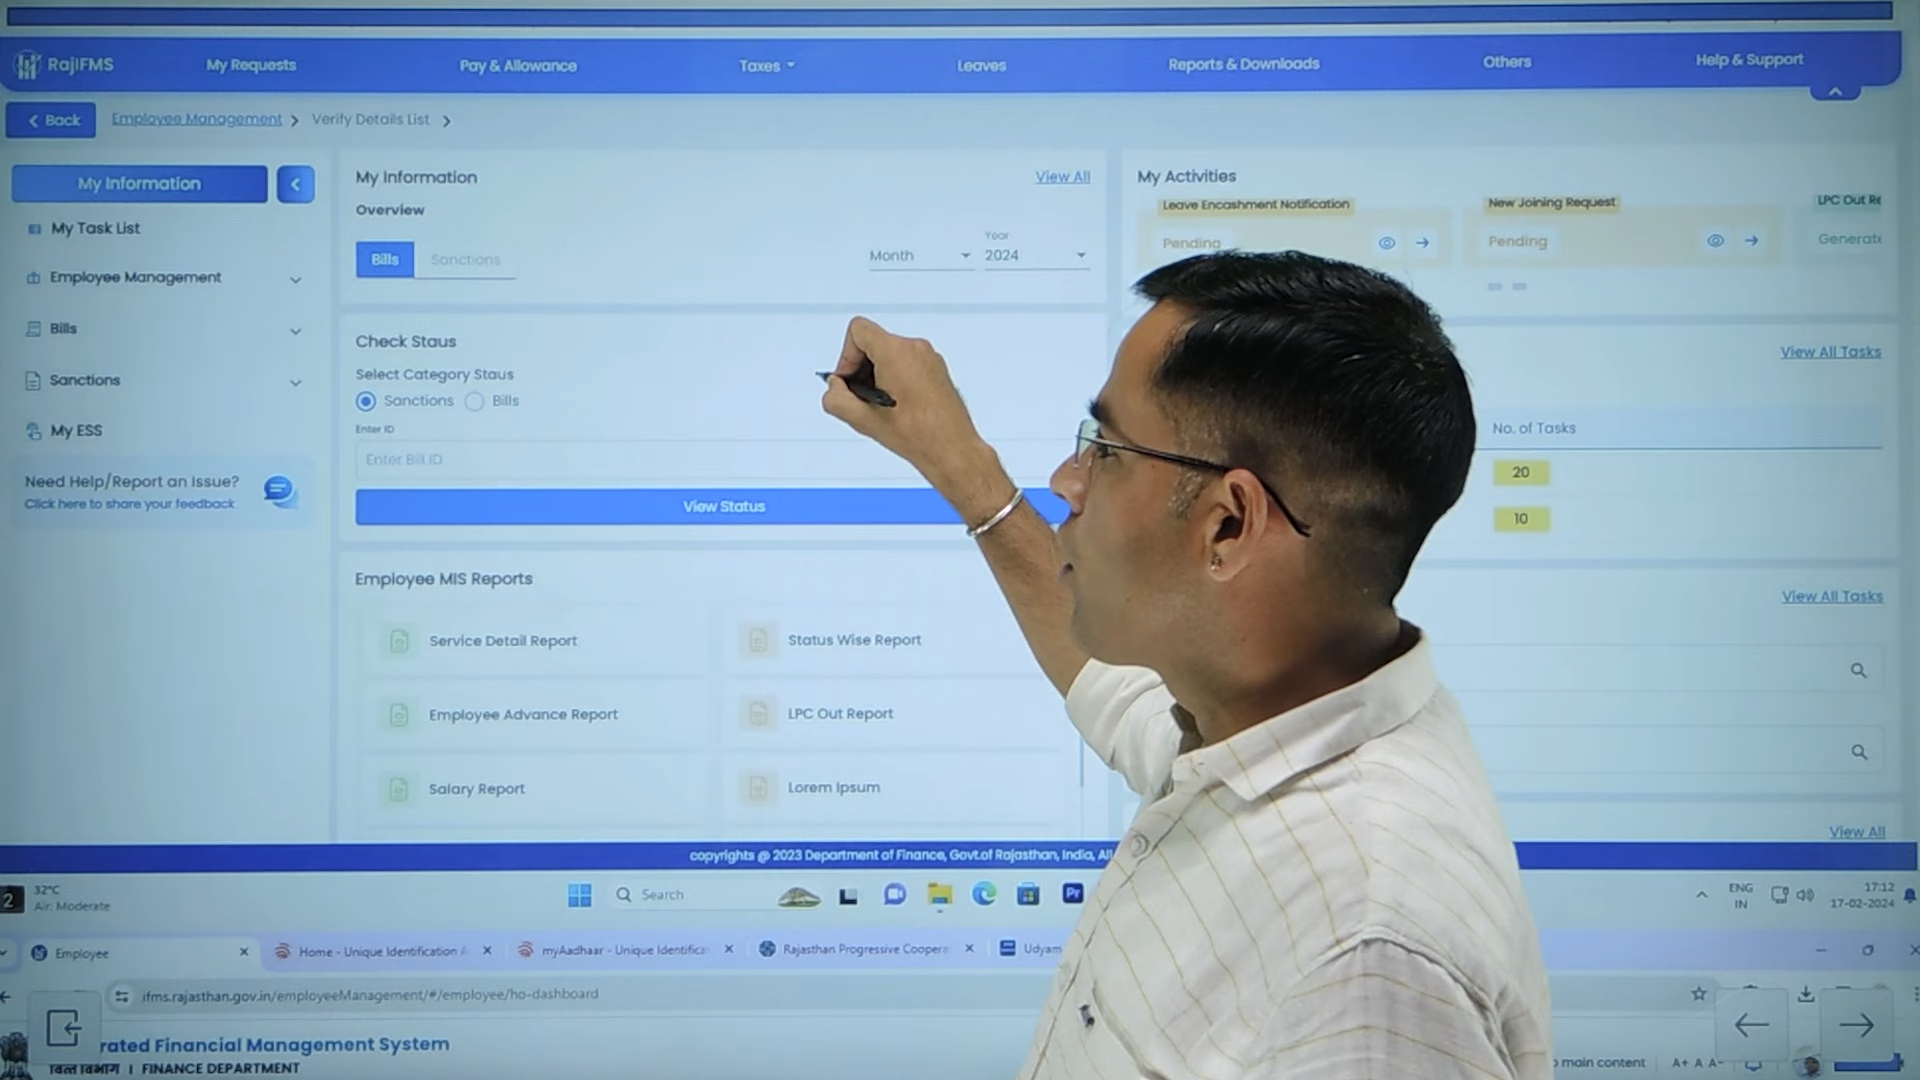 RajIFMS My Requests Pay & Allowance Taxes Leaves Reports & Downloads Others Help & Support
Back Employee Management Verify Details List
My Information
My Task List
Employee Management
Bills
Sanctions
My ESS
Need Help/Report an Issue?
Click here to share your feedback
My Information View All
Overview
Bills Sanctions
Month
Year
2024
Check Staus
Select Category Staus
Sanctions Bills
Enter ID
Enter Bill ID
View Status
Employee MIS Reports
Service Detail Report Status Wise Report
Employee Advance Report LPC Out Report
Salary Report Lorem Ipsum
My Activities
Leave Encashment Notification New Joining Request LPC Out Re
Pending Pending Generate
View All Tasks
No. of Tasks
20
10
View All Tasks
View All
copyrights @ 2023 Department of Finance, Govt.of Rajasthan, India, All
2 32°C
Air: Moderate
Search
Pr
ENG
IN
17:12
17-02-2024
Employee Home - Unique Identification A myAadhaar - Unique Identifica Rajasthan Progressive Coopera Udyam
ifms.rajasthan.gov.in/employeeManagement/#/employee/ho-dashboard
rated Financial Management System
वित्त विभाग | FINANCE DEPARTMENT
main content A+ A A-